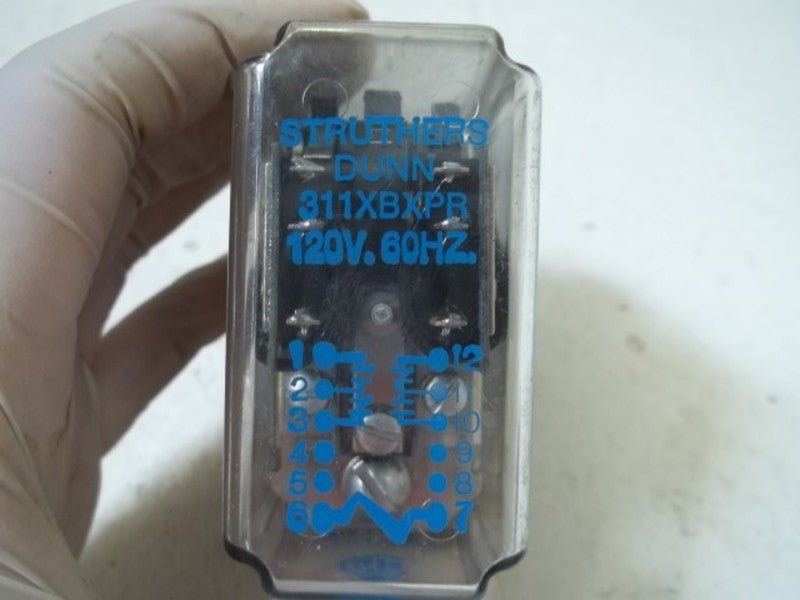 STRUTHERS
DUNN
311XBXPR
120V. 60HZ.
1 12
2 11
3 10
4 9
5 8
6 7